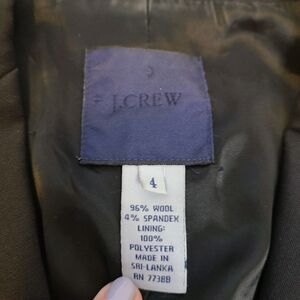 J.CREW
4
96% WOOL
4% SPANDEX
LINING:
100%
POLYESTER
MADE IN
SRI-LANKA
RN 77388